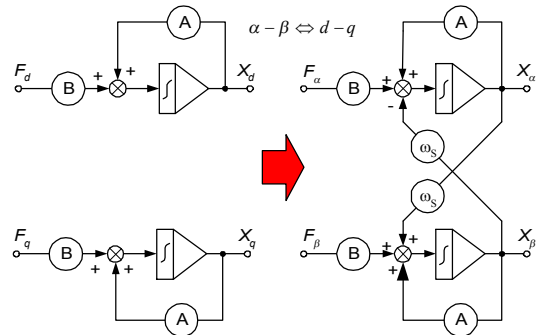 A
α – β ⇔ d – q
A
F_d
B
+
+
∫
X_d
F_α
B
+
+
-
∫
X_α
ω_S
ω_S
F_q
B
+
+
∫
X_q
F_β
B
+
+
+
∫
X_β
A
A